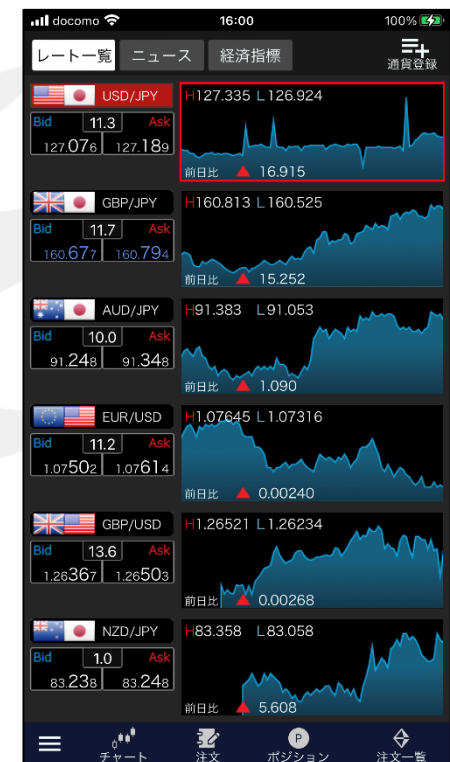 docomo 16:00 100%
レート一覧 ニュース 経済指標 通貨登録
USD/JPY H127.335 L126.924
Bid 11.3 Ask
127.076 127.189
前日比 ▲ 16.915
GBP/JPY H160.813 L160.525
Bid 11.7 Ask
160.677 160.794
前日比 ▲ 15.252
AUD/JPY H91.383 L91.053
Bid 10.0 Ask
91.248 91.348
前日比 ▲ 1.090
EUR/USD H1.07645 L1.07316
Bid 11.2 Ask
1.07502 1.07614
前日比 ▲ 0.00240
GBP/USD H1.26521 L1.26234
Bid 13.6 Ask
1.26367 1.26503
前日比 ▲ 0.00268
NZD/JPY H83.358 L83.058
Bid 1.0 Ask
83.238 83.248
前日比 ▲ 5.608
チャート 注文 P ポジション 注文一覧